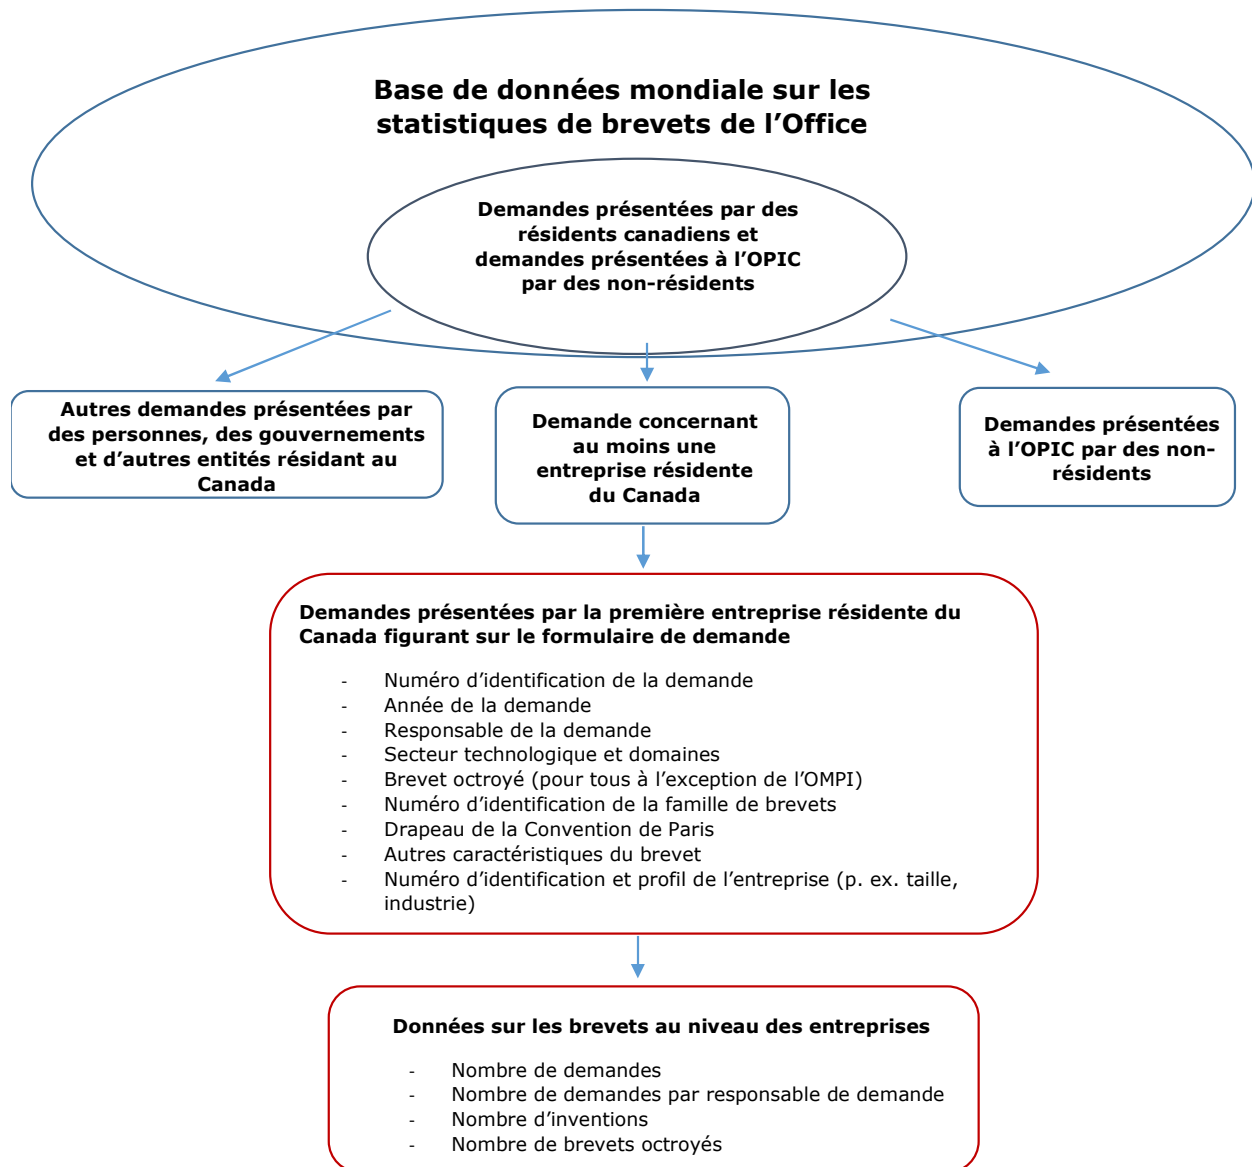 Base de données mondiale sur les
statistiques de brevets de l’Office
Demandes présentées par des
résidents canadiens et
demandes présentées à l’OPIC
par des non-résidents
Autres demandes présentées par
des personnes, des gouvernements
et d’autres entités résidant au
Canada
Demande concernant
au moins une
entreprise résidente
du Canada
Demandes présentées
à l’OPIC par des non-
résidents
Demandes présentées par la première entreprise résidente du
Canada figurant sur le formulaire de demande
- Numéro d’identification de la demande
- Année de la demande
- Responsable de la demande
- Secteur technologique et domaines
- Brevet octroyé (pour tous à l’exception de l’OMPI)
- Numéro d’identification de la famille de brevets
- Drapeau de la Convention de Paris
- Autres caractéristiques du brevet
- Numéro d’identification et profil de l’entreprise (p. ex. taille,
industrie)
Données sur les brevets au niveau des entreprises
- Nombre de demandes
- Nombre de demandes par responsable de demande
- Nombre d’inventions
- Nombre de brevets octroyés